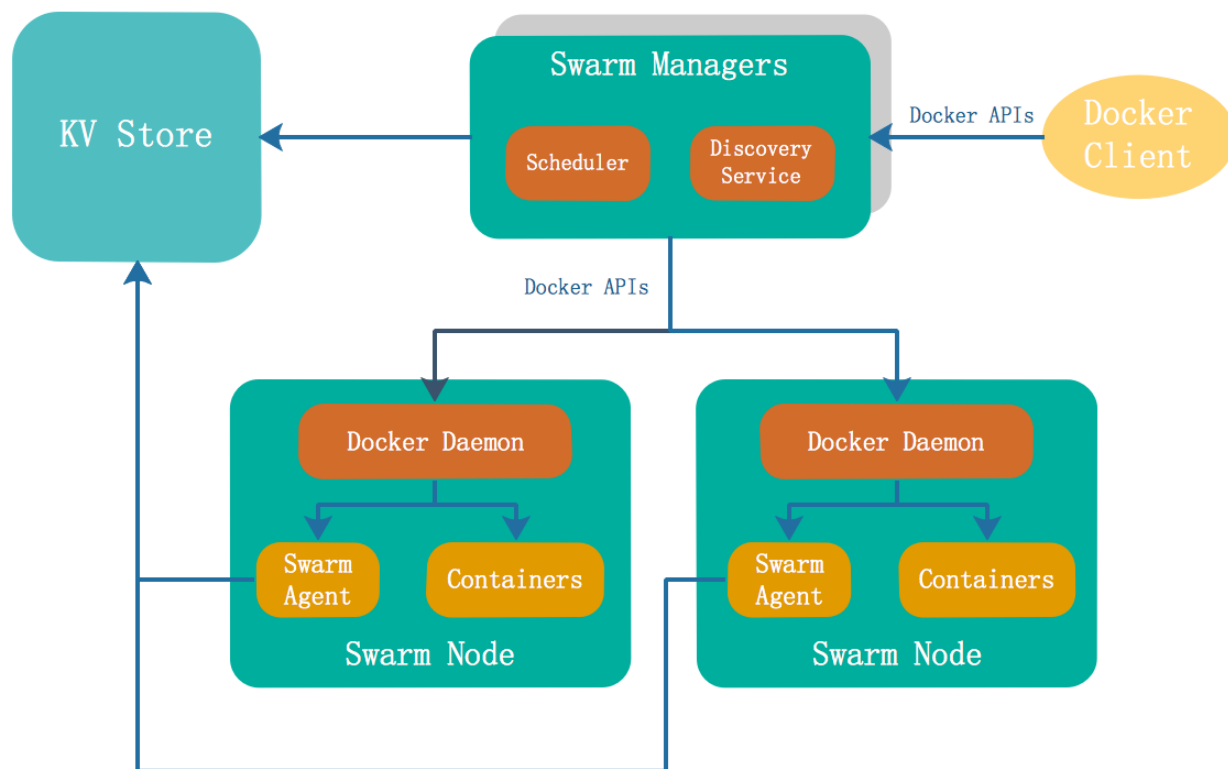 Swarm Managers
KV Store
Docker APIs
Docker
Client
Scheduler
Discovery
Service
Docker APIs
Docker Daemon
Docker Daemon
Swarm
Agent
Containers
Swarm
Agent
Containers
Swarm Node
Swarm Node